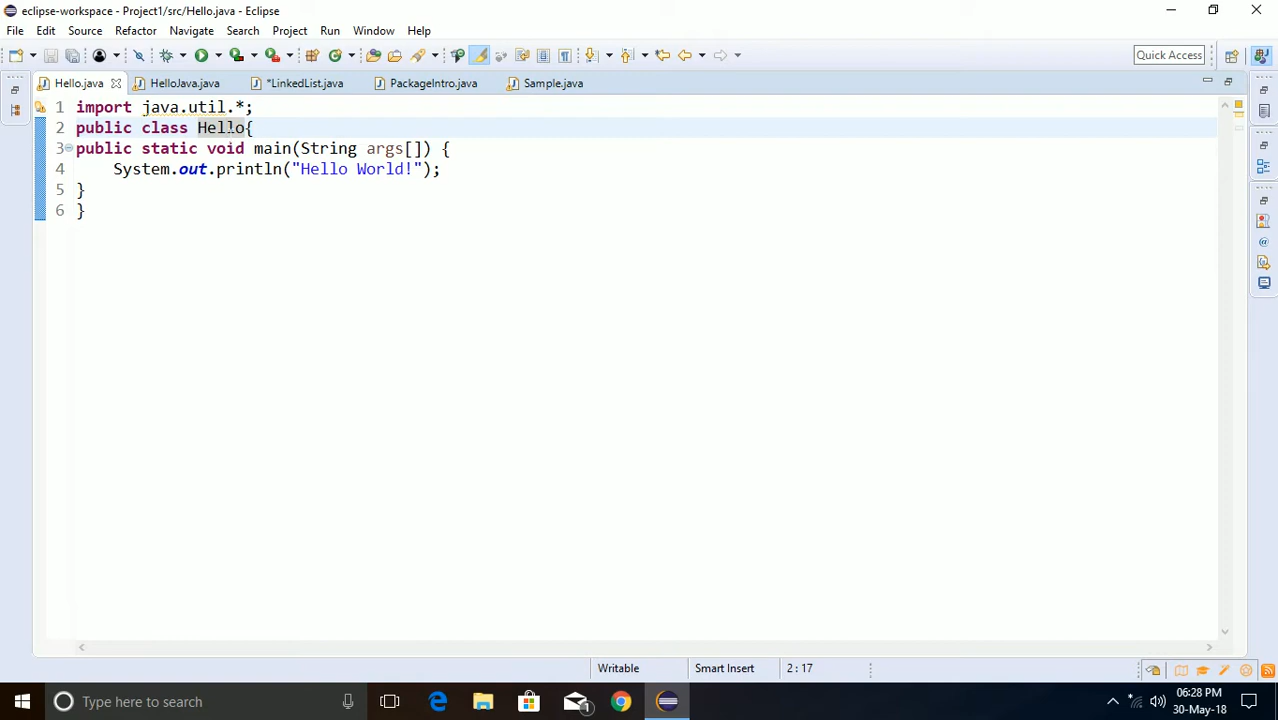 eclipse-workspace - Project1/src/Hello.java - Eclipse
File Edit Source Refactor Navigate Search Project Run Window Help
Quick Access
Hello.java HelloJava.java *LinkedList.java PackageIntro.java Sample.java
1 import java.util.*;
2 public class Hello{
3 public static void main(String args[]) {
4 System.out.println("Hello World!");
5 }
6 }
Writable Smart Insert 2 : 17
Type here to search
1
06:28 PM
30-May-18